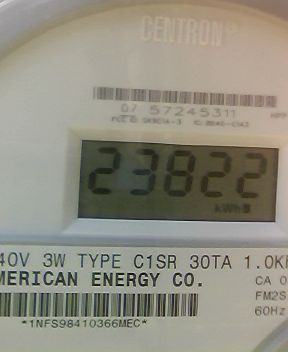 CENTRON®
07 57245311
23822
kWh
40V 3W TYPE C1SR 30TA 1.0K
MERICAN ENERGY CO.
CA 0
FM2S
60Hz
*1NFS98410366MEC*